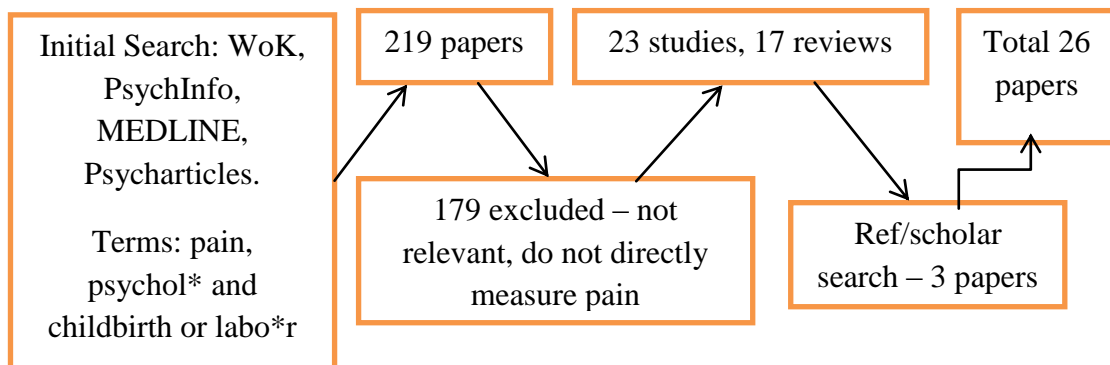 Initial Search: WoK,
PsychInfo,
MEDLINE,
Psycharticles.
Terms: pain,
psychol* and
childbirth or labo*r
219 papers
179 excluded – not
relevant, do not directly
measure pain
23 studies, 17 reviews
Ref/scholar
search – 3 papers
Total 26
papers